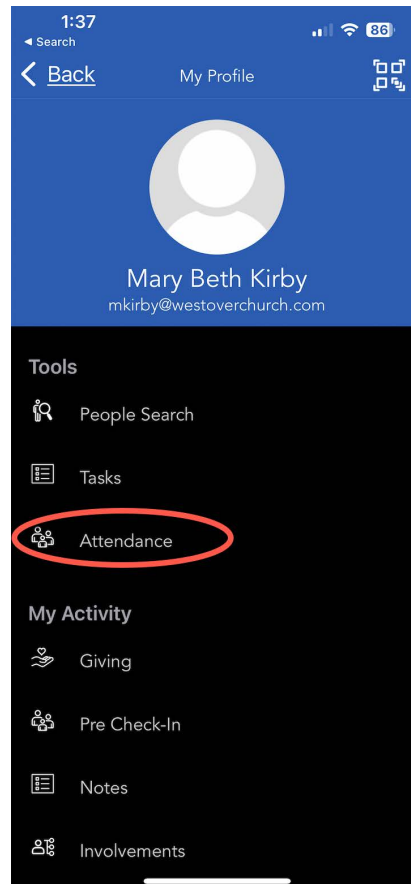 1:37
86
◀ Search
Back
My Profile
Mary Beth Kirby
mkirby@westoverchurch.com
Tools
People Search
Tasks
Attendance
My Activity
Giving
Pre Check-In
Notes
Involvements